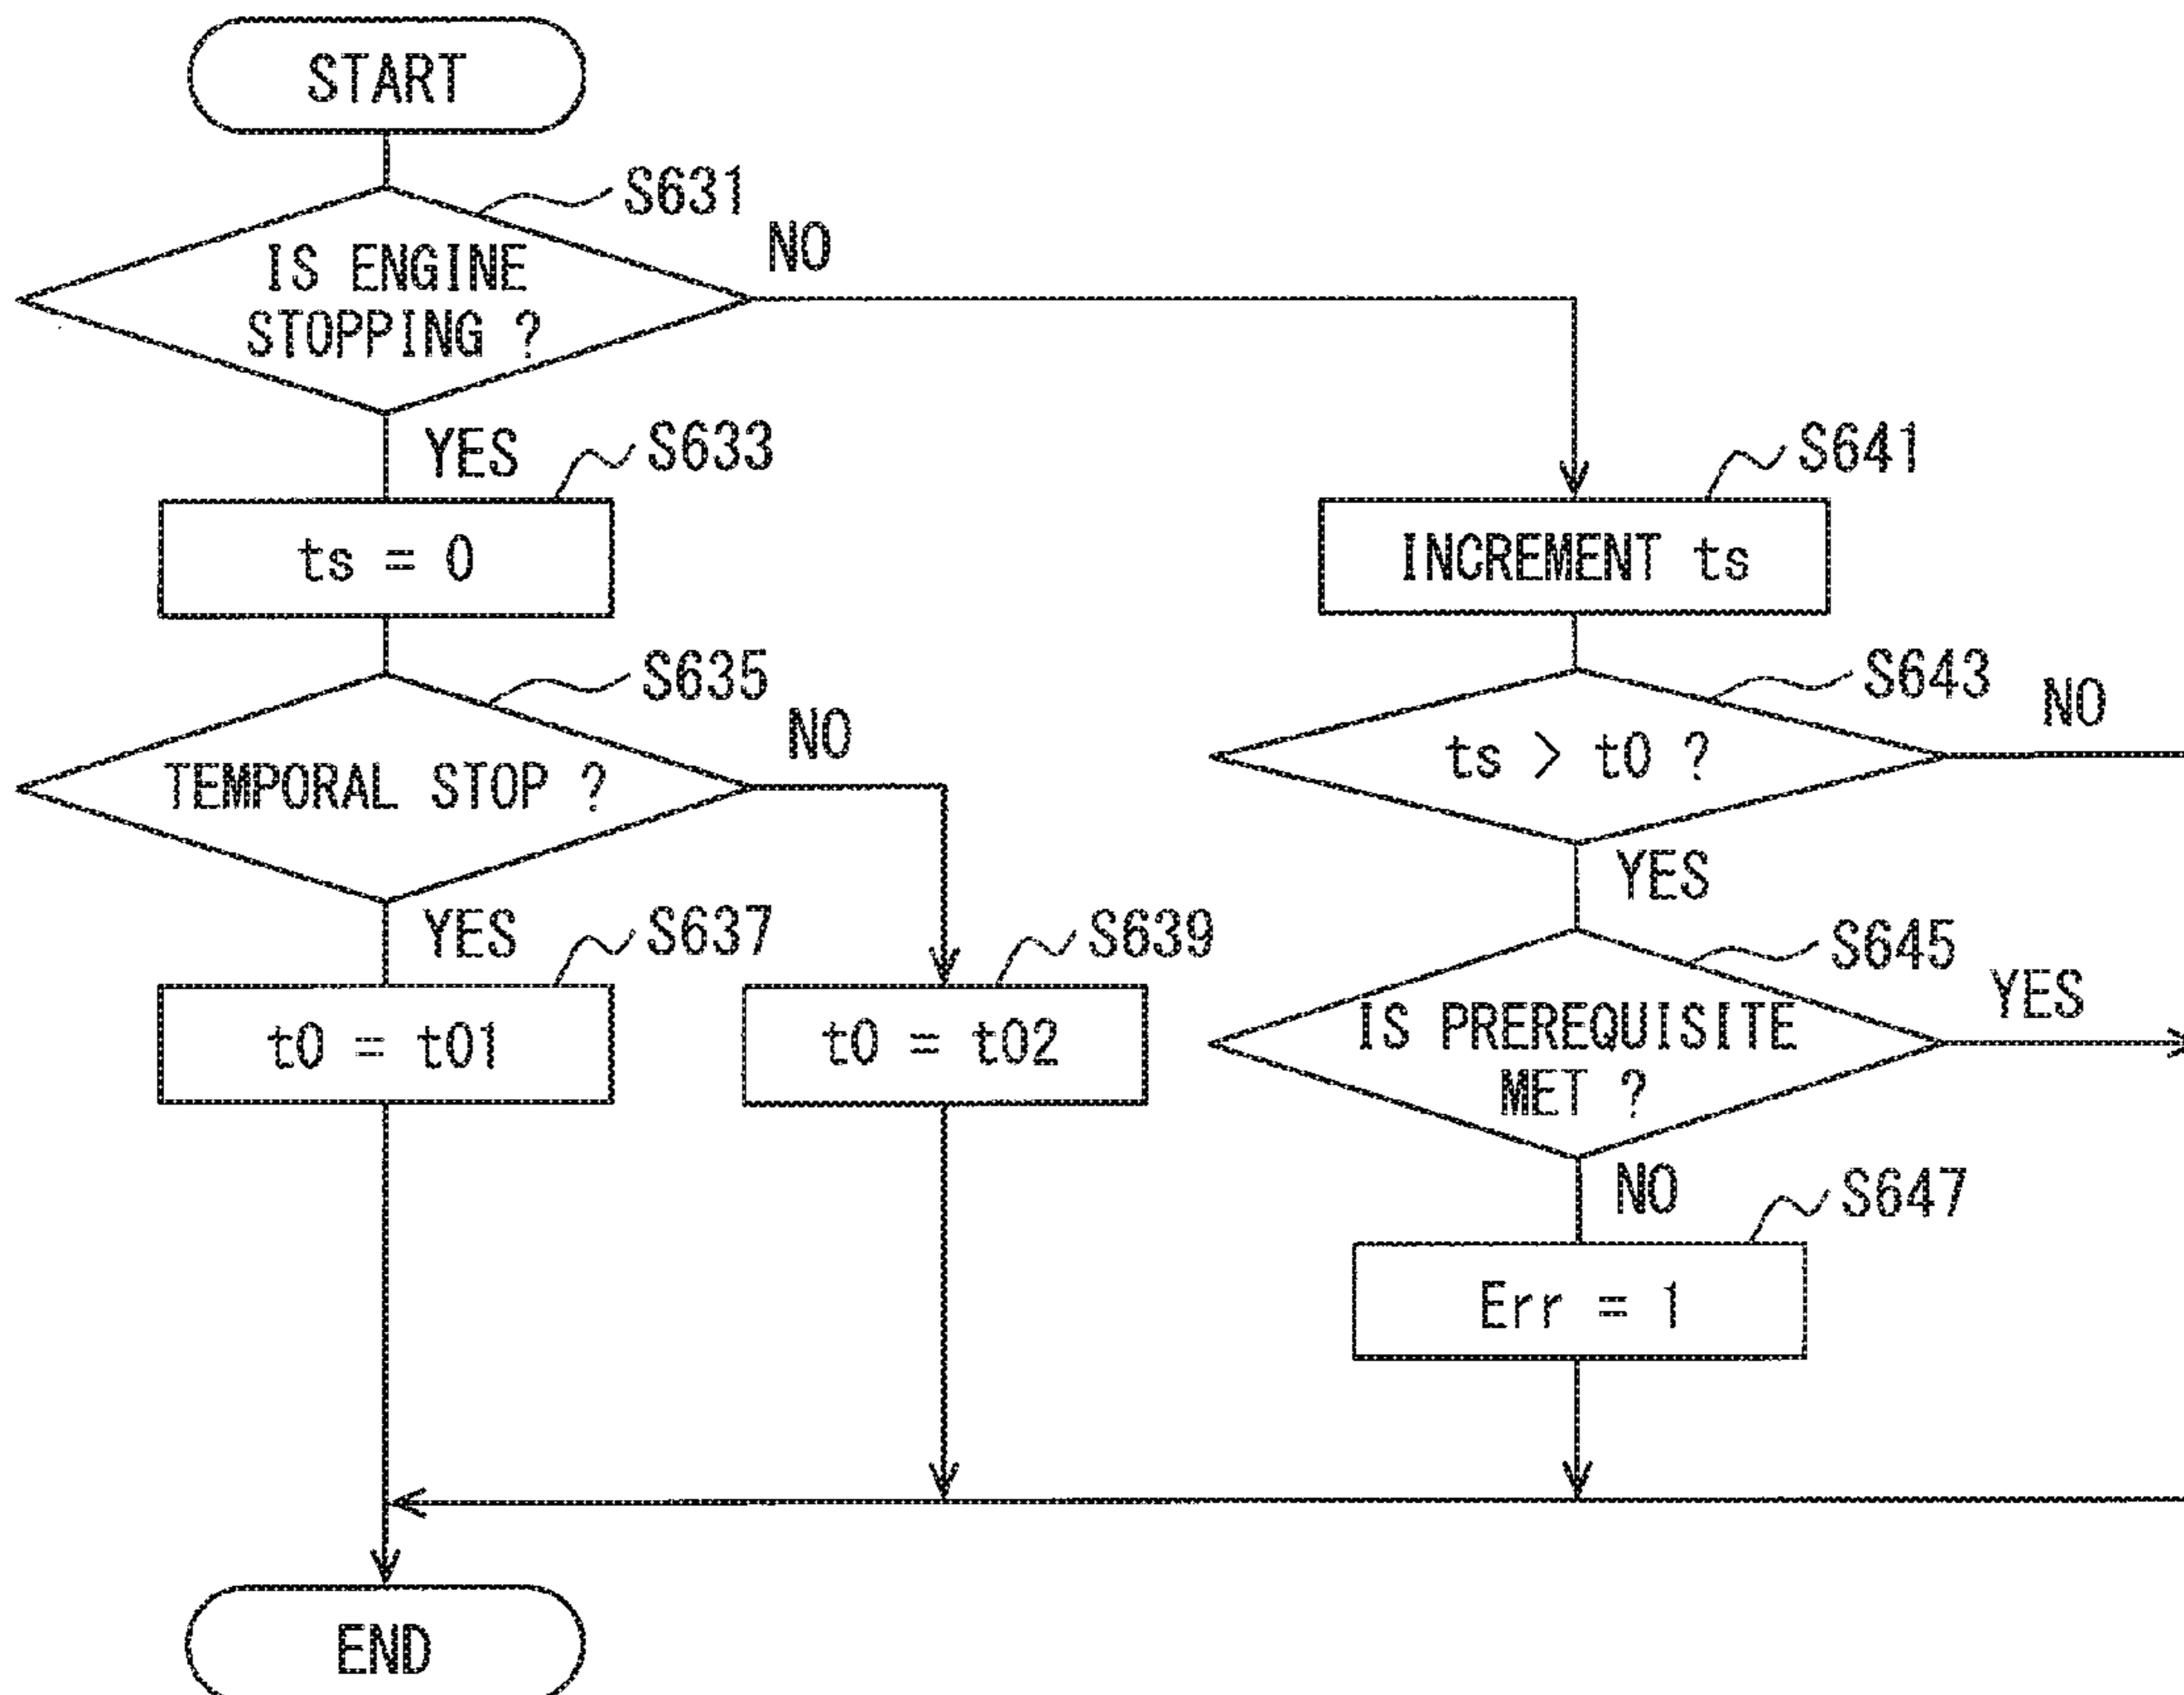 START
S631
NO
IS ENGINE
STOPPING ?
YES
S633
ts = 0
S635
NO
TEMPORAL STOP ?
YES
S637
t0 = t01
S639
t0 = t02
S641
INCREMENT ts
S643
NO
ts > t0 ?
YES
S645
YES
IS PREREQUISITE
MET ?
NO
S647
Err = 1
END